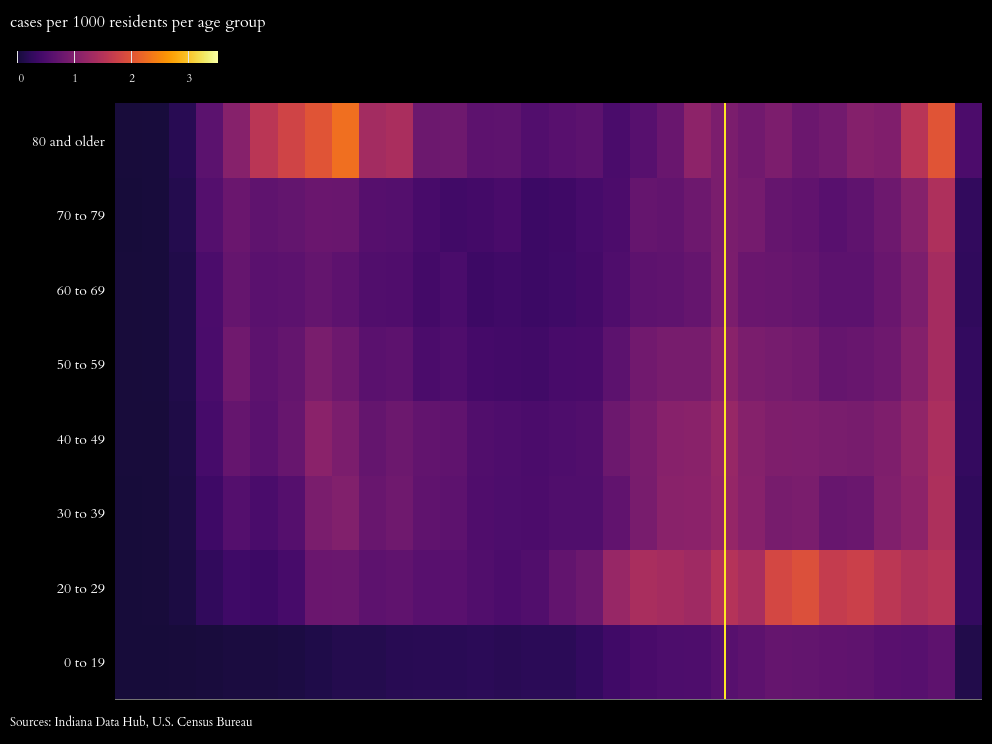 cases per 1000 residents per age group
0 1 2 3
80 and older
70 to 79
60 to 69
50 to 59
40 to 49
30 to 39
20 to 29
0 to 19
Sources: Indiana Data Hub, U.S. Census Bureau